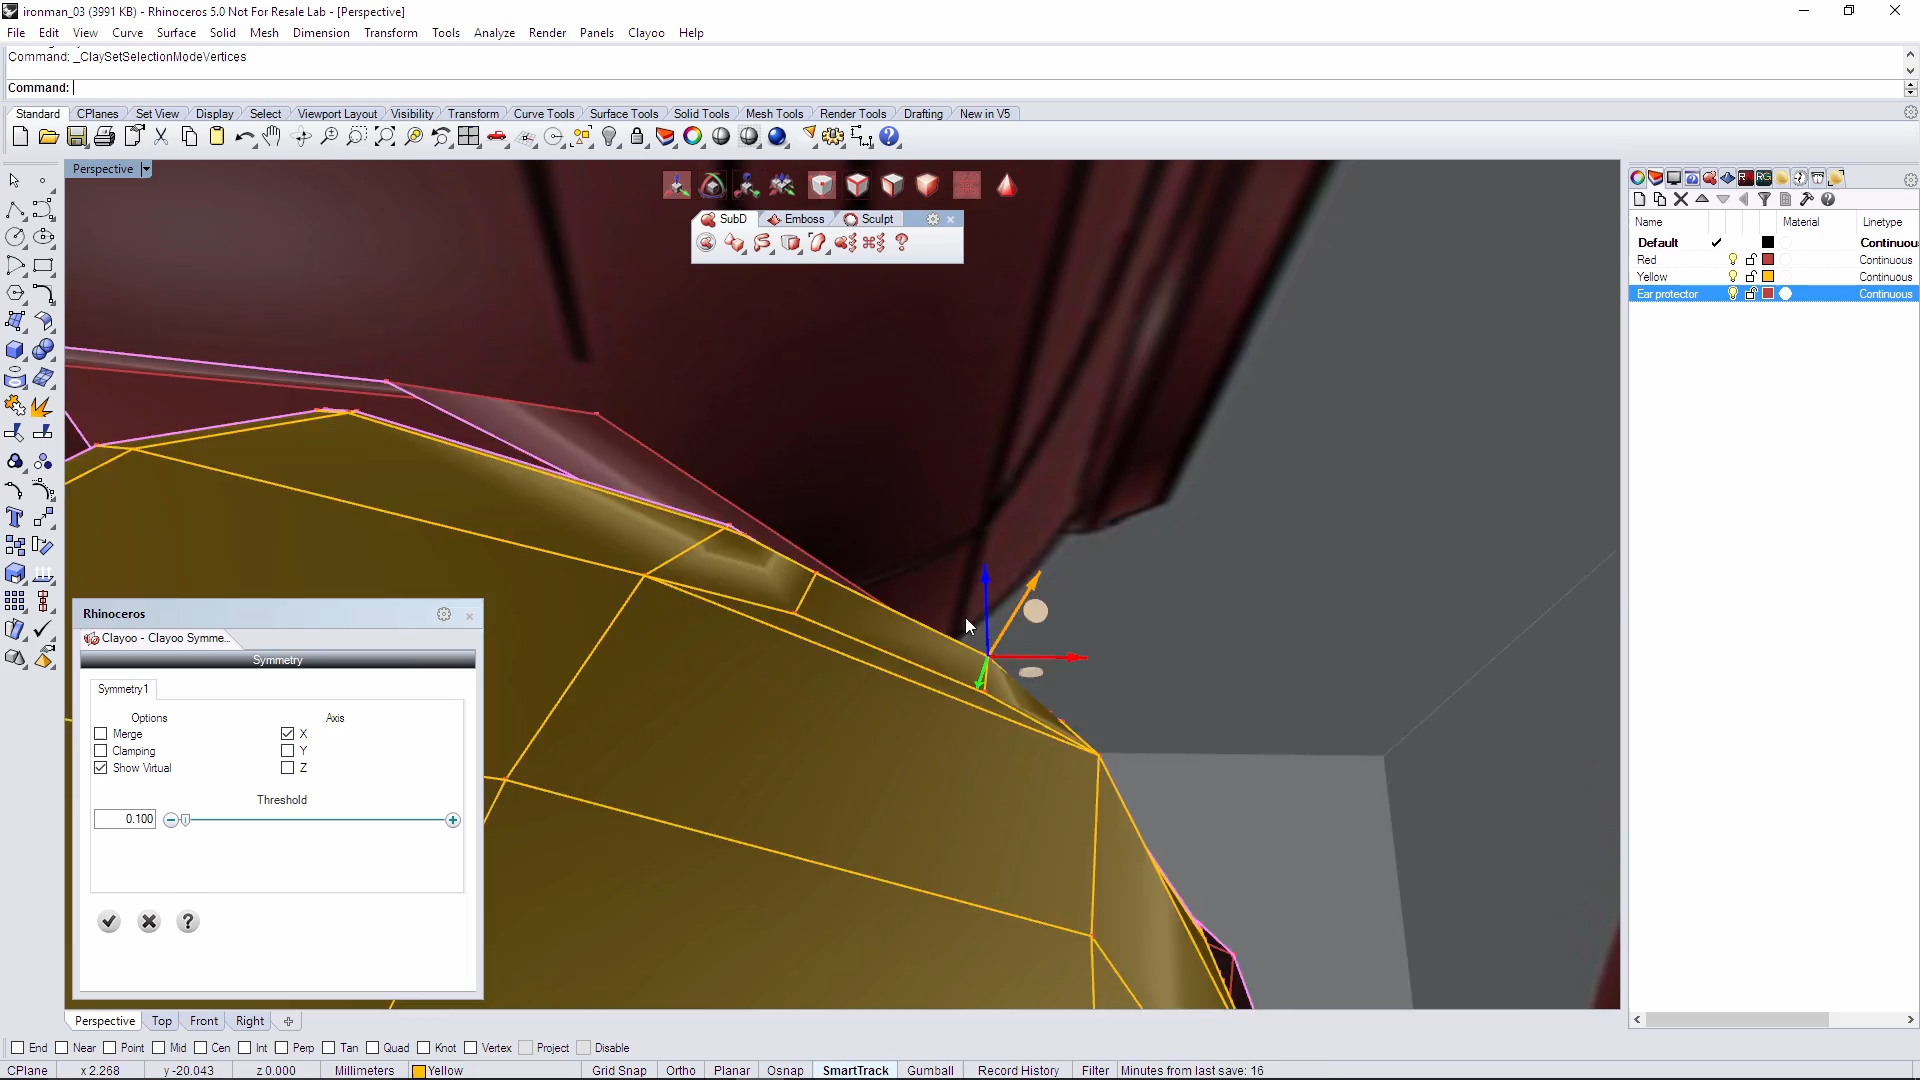 ironman_03 (3991 KB) - Rhinoceros 5.0 Not For Resale Lab - [Perspective]
File Edit View Curve Surface Solid Mesh Dimension Transform Tools Analyze Render Panels Clayoo Help
Command: _ClaySetSelectionModeVertices
Command:
Standard CPlanes Set View Display Select Viewport Layout Visibility Transform Curve Tools Surface Tools Solid Tools Mesh Tools Render Tools Drafting New in V5
Perspective
SubD Emboss Sculpt
Name Material Linetype
Default Continuou
Red Continuous
Yellow Continuous
Ear protector Continuous
Rhinoceros
Clayoo - Clayoo Symme...
Symmetry
Symmetry1
Options Axis
Merge X
Clamping Y
Show Virtual Z
Threshold
0.100
Perspective Top Front Right
End Near Point Mid Cen Int Perp Tan Quad Knot Vertex Project Disable
CPlane x 2.268 y -20.043 z 0.000 Millimeters Yellow Grid Snap Ortho Planar Osnap SmartTrack Gumball Record History Filter Minutes from last save: 16